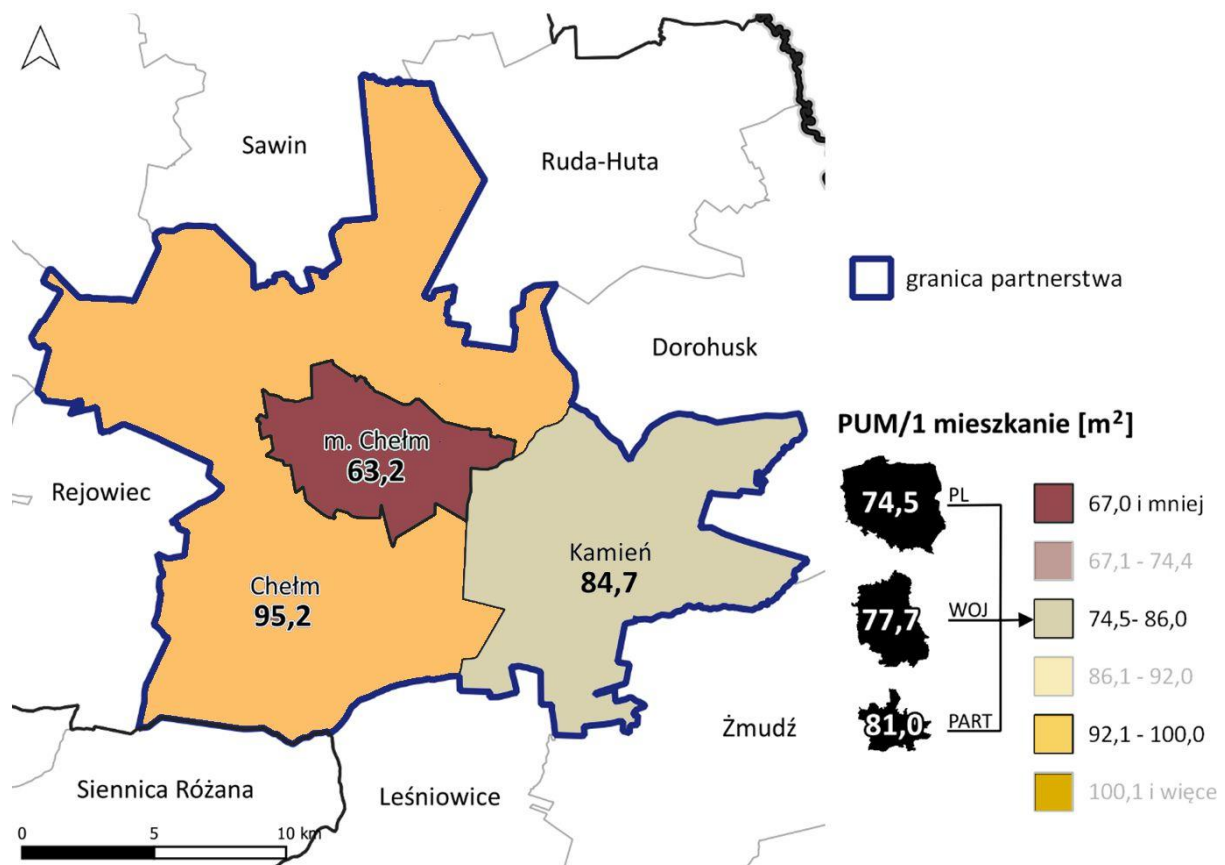 Sawin
Ruda-Huta
granica partnerstwa
Dorohusk
m. Chełm
63,2
Rejowiec
Kamień
84,7
Chełm
95,2
Żmudź
Siennica Różana
Leśniowice
0 5 10 km
PUM/1 mieszkanie [m²]
74,5 PL
77,7 WOJ
81,0 PART
67,0 i mniej
67,1 - 74,4
74,5- 86,0
86,1 - 92,0
92,1 - 100,0
100,1 i więce